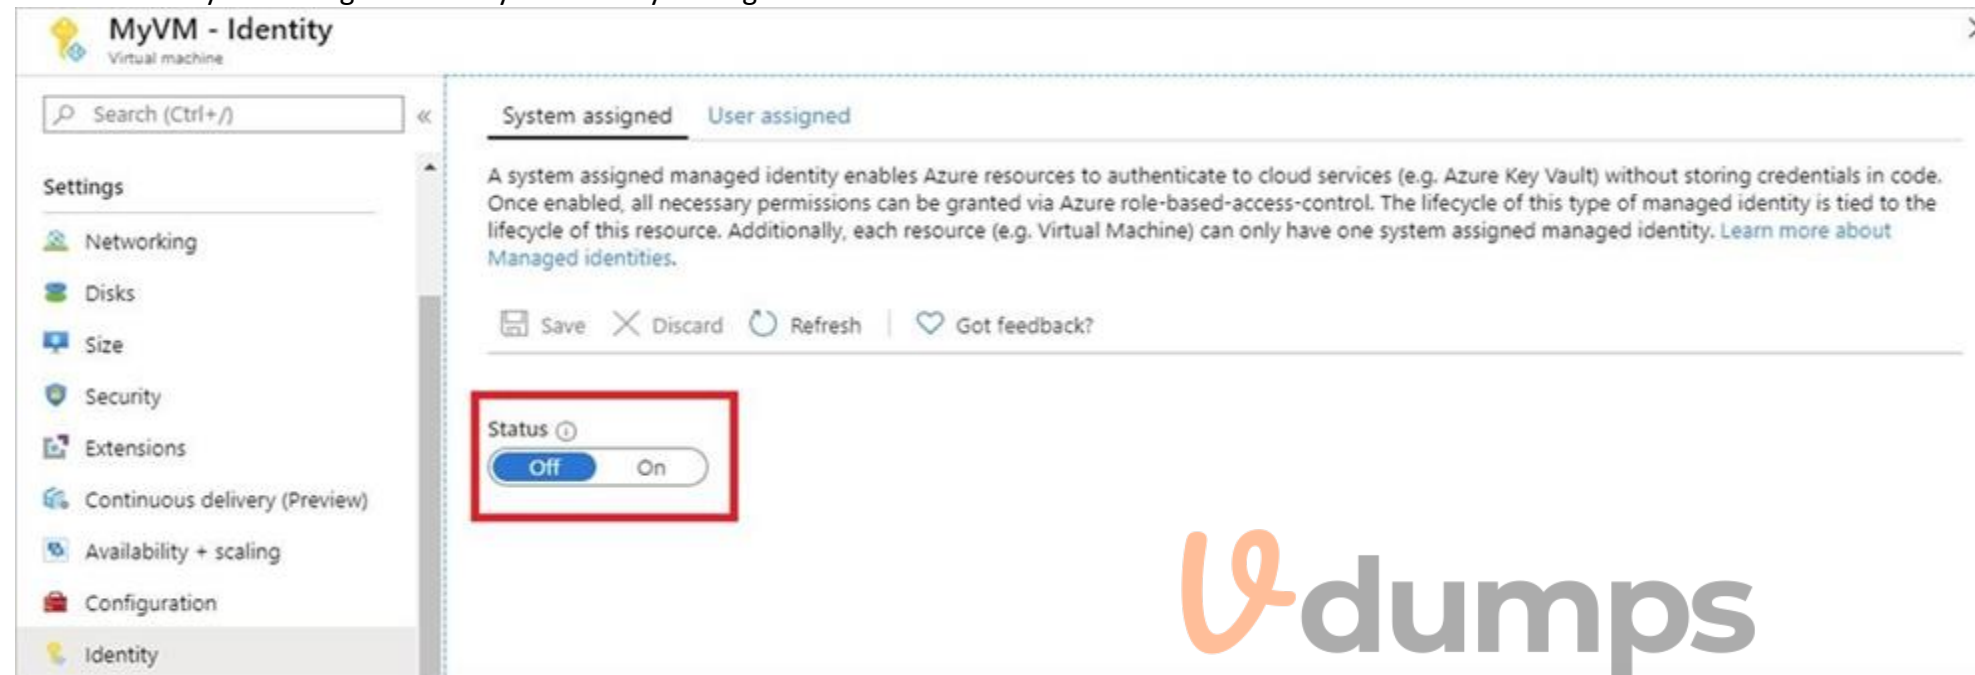 MyVM - Identity
Virtual machine
Search (Ctrl+/)
«
Settings
Networking
Disks
Size
Security
Extensions
Continuous delivery (Preview)
Availability + scaling
Configuration
Identity
System assigned User assigned
A system assigned managed identity enables Azure resources to authenticate to cloud services (e.g. Azure Key Vault) without storing credentials in code.
Once enabled, all necessary permissions can be granted via Azure role-based-access-control. The lifecycle of this type of managed identity is tied to the
lifecycle of this resource. Additionally, each resource (e.g. Virtual Machine) can only have one system assigned managed identity. Learn more about
Managed identities.
Save Discard Refresh Got feedback?
Status
Off On
Vdumps